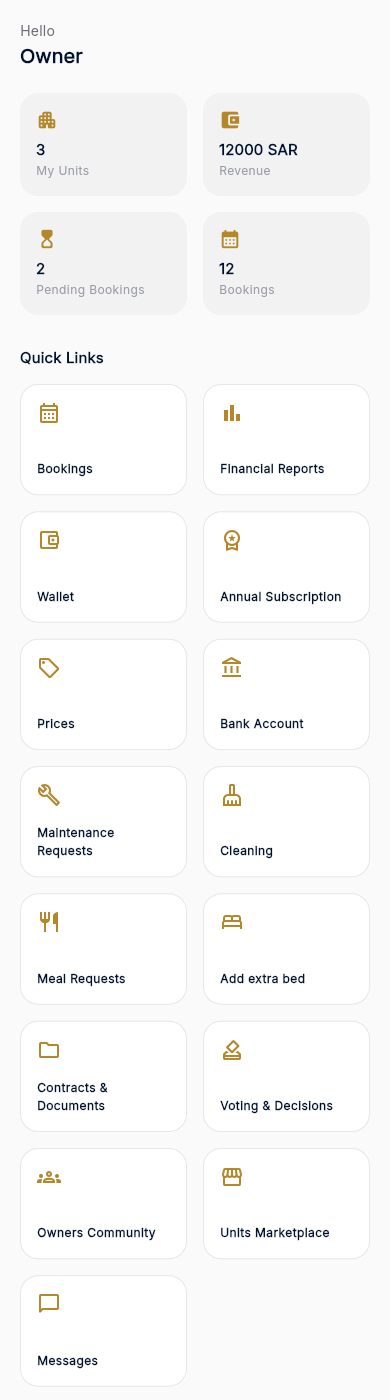 Hello
Owner
3
My Units
12000 SAR
Revenue
2
Pending Bookings
12
Bookings
Quick Links
Bookings
Financial Reports
Wallet
Annual Subscription
Prices
Bank Account
Maintenance
Requests
Cleaning
Meal Requests
Add extra bed
Contracts &
Documents
Voting & Decisions
Owners Community
Units Marketplace
Messages